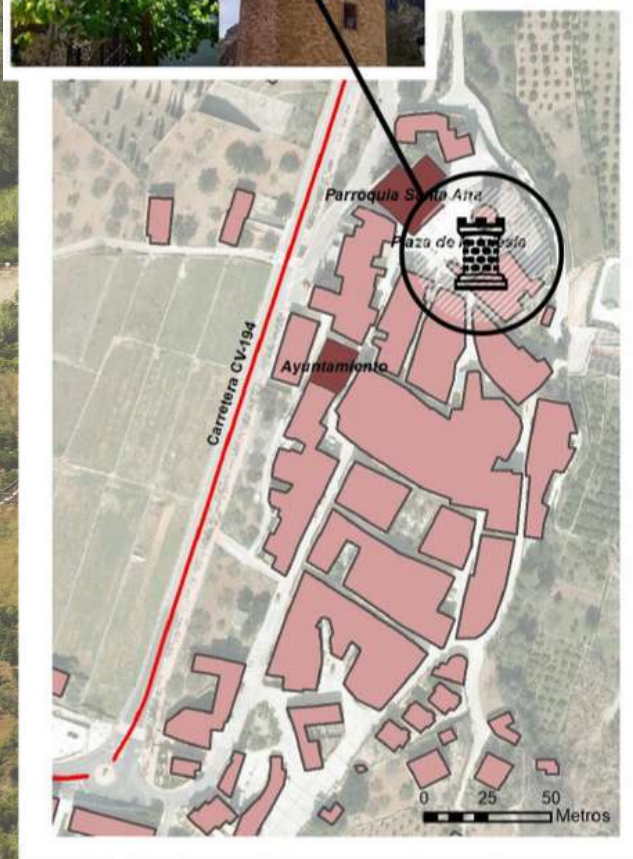 Parroquia Santa Ana
Plaza de
Ayuntamiento
Carretera CV-194
0 25 50
Metros